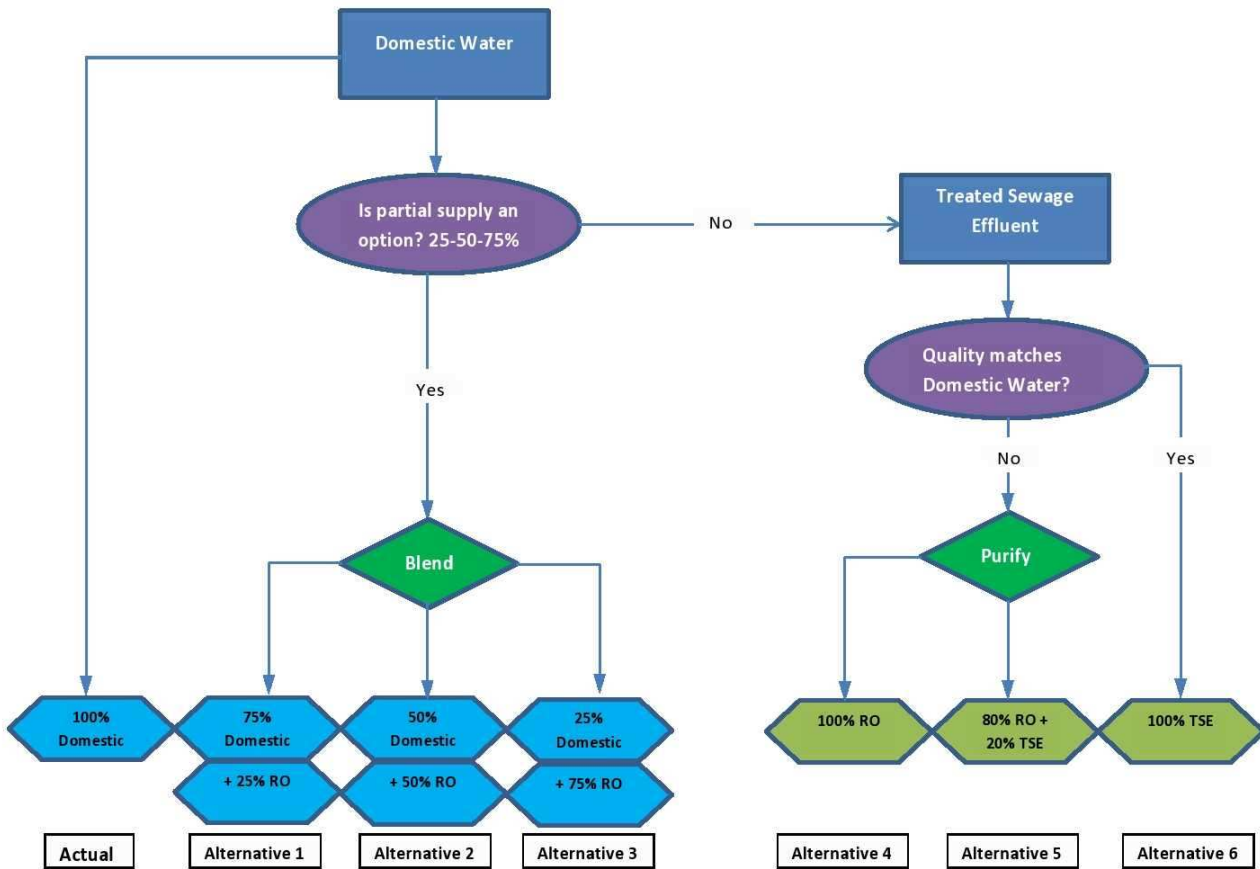 Domestic Water
Is partial supply an
option? 25-50-75%
No
Treated Sewage
Effluent
Quality matches
Domestic Water?
Yes
No
Yes
Blend
Purify
100%
Domestic
75%
Domestic
+ 25% RO
50%
Domestic
+ 50% RO
25%
Domestic
+ 75% RO
100% RO
80% RO +
20% TSE
100% TSE
Actual
Alternative 1
Alternative 2
Alternative 3
Alternative 4
Alternative 5
Alternative 6